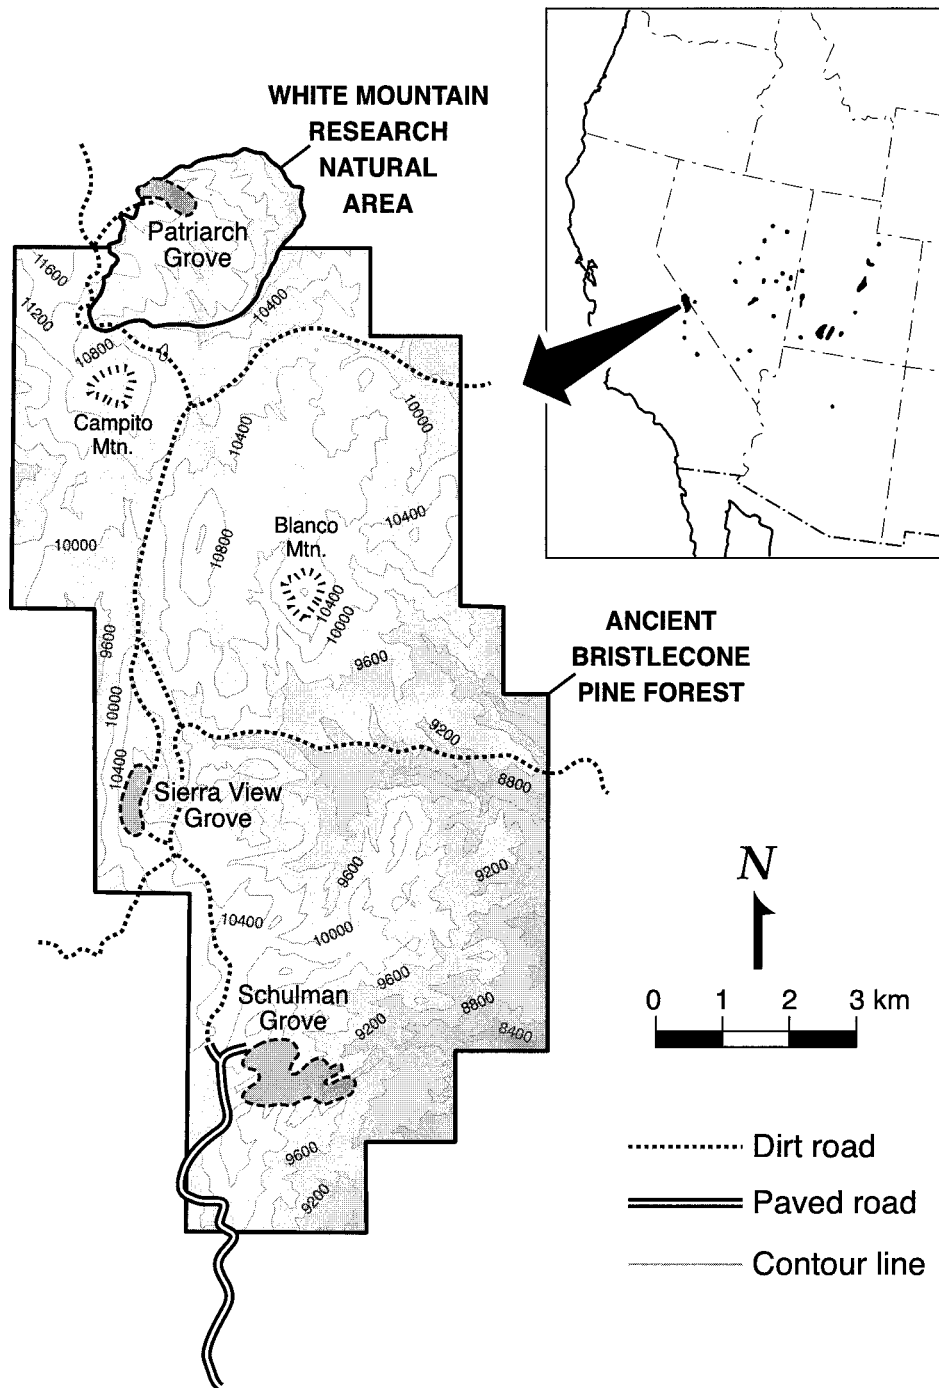 WHITE MOUNTAIN
RESEARCH
NATURAL
AREA
Patriarch
Grove
11600
11200
10800
10400
Campito
Mtn.
10000
10400
10000
10800
Blanco
Mtn.
10400
10400
10000
9600
9600
10000
10400
ANCIENT
BRISTLECONE
PINE FOREST
9200
8800
Sierra View
Grove
9600
9200
10400
10000
9600
8800
9200
8400
Schulman
Grove
9600
9200
N
0 1 2 3 km
Dirt road
Paved road
Contour line